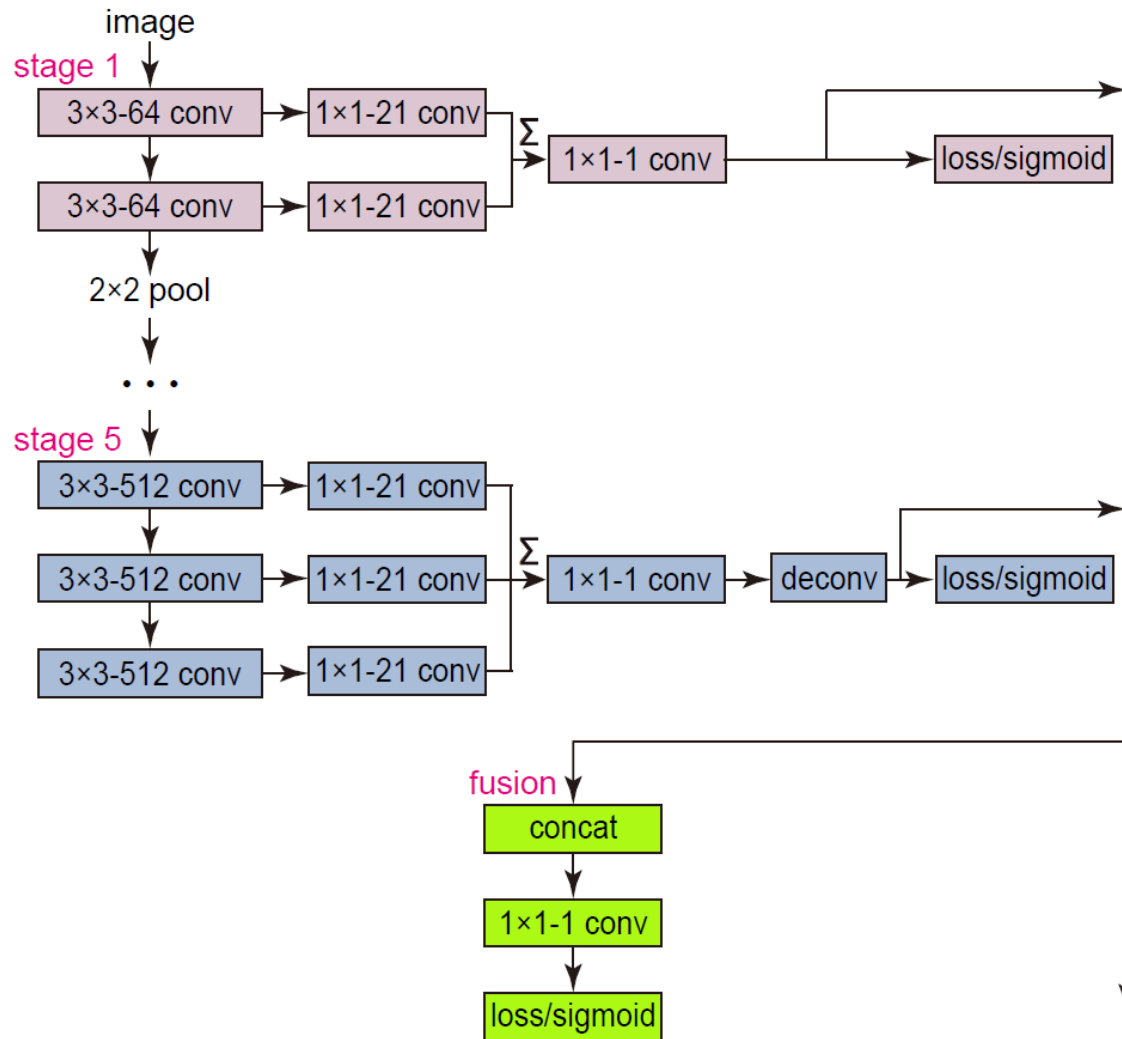 image
stage 1
3×3-64 conv
1×1-21 conv
Σ
1×1-1 conv
loss/sigmoid
3×3-64 conv
1×1-21 conv
2×2 pool
...
stage 5
3×3-512 conv
1×1-21 conv
Σ
3×3-512 conv
1×1-21 conv
1×1-1 conv
deconv
loss/sigmoid
3×3-512 conv
1×1-21 conv
fusion
concat
1×1-1 conv
loss/sigmoid